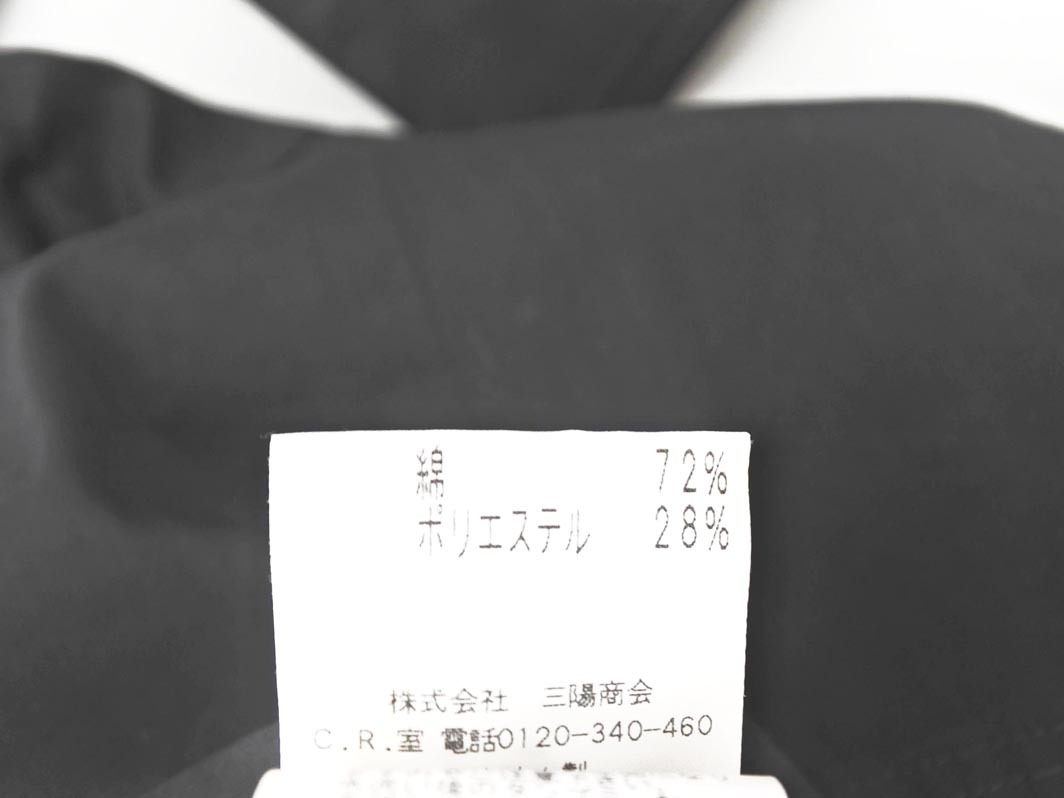 綿 72%
ポリエステル 28%
株式会社 三陽商会
C.R.室 電話0120-340-460